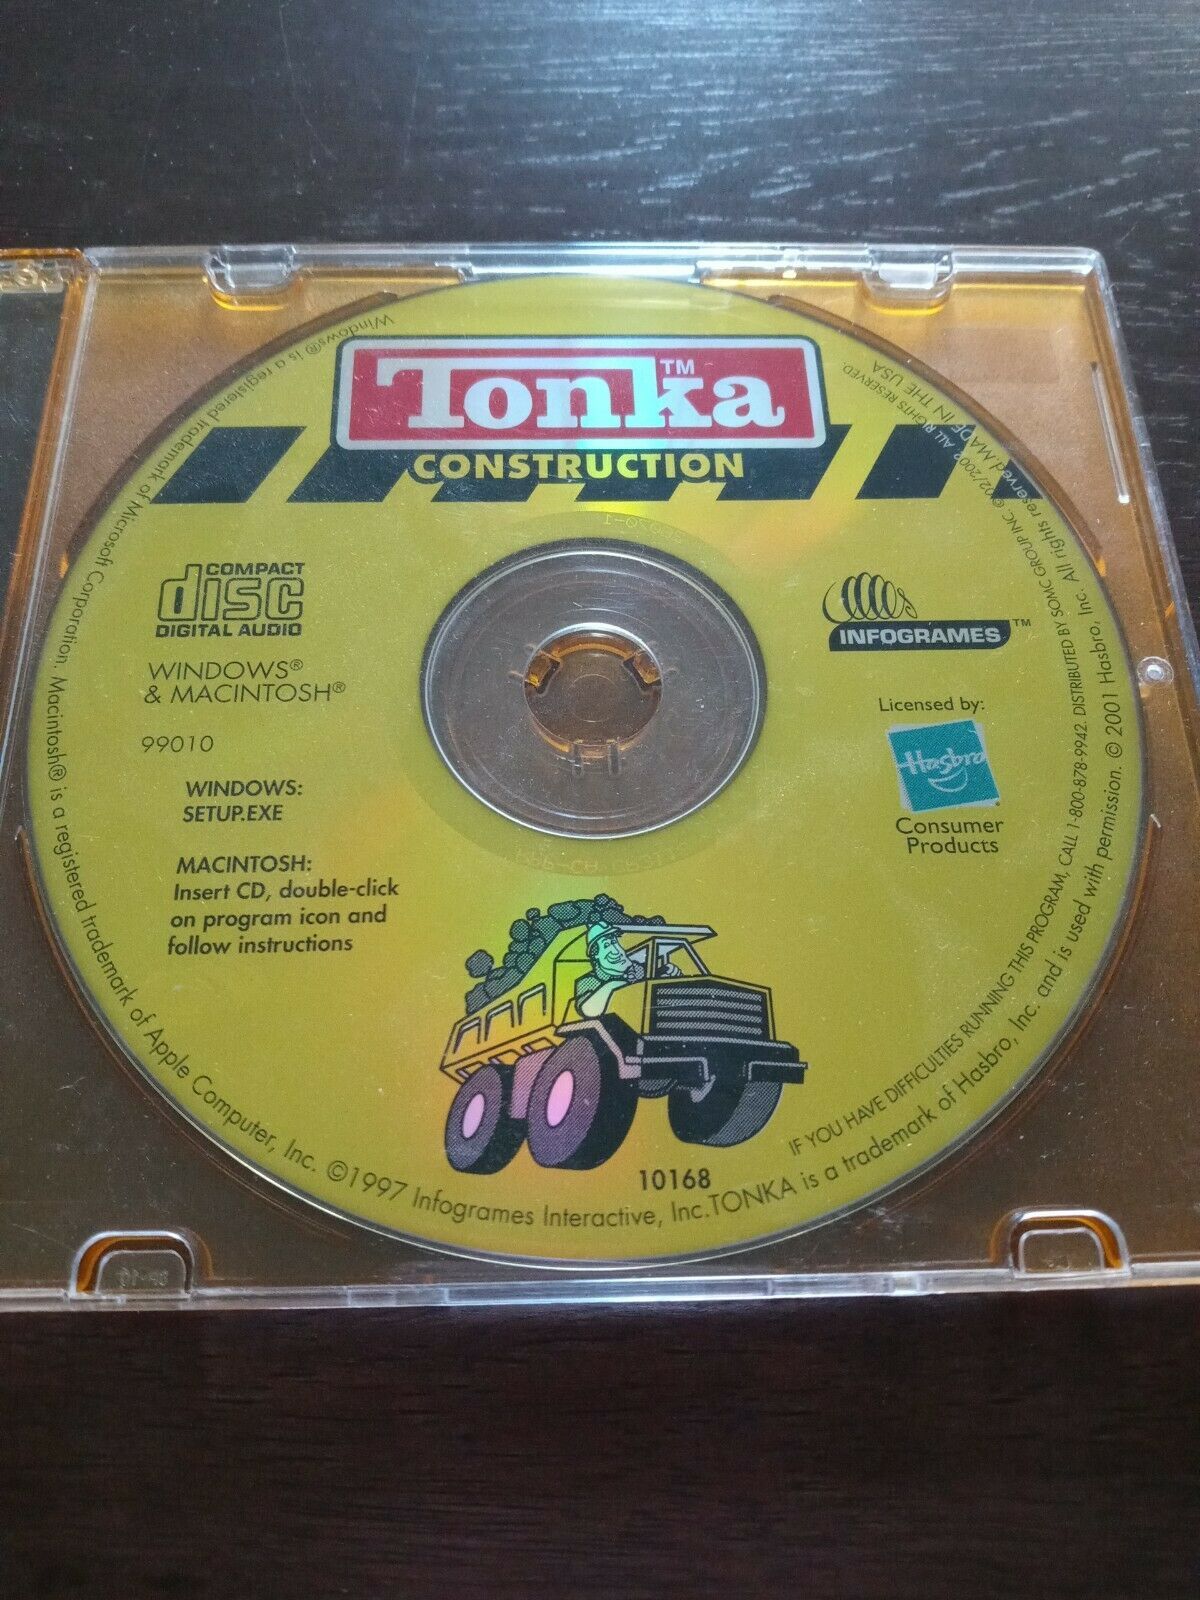 Tonka™
CONSTRUCTION
COMPACT
disc
DIGITAL AUDIO
WINDOWS®
& MACINTOSH®
99010
WINDOWS:
SETUP.EXE
MACINTOSH:
Insert CD, double-click
on program icon and
follow instructions
INFOGRAMES™
Licensed by:
Hasbro
Consumer
Products
10168
Windows® is a registered trademark of Microsoft Corporation. Macintosh® is a registered trademark of Apple Computer, Inc. ©1997 Infogrames Interactive, Inc. TONKA is a trademark of Hasbro, Inc. and is used with permission. © 2001 Hasbro, Inc. All rights reserved. MADE IN THE USA
IF YOU HAVE DIFFICULTIES RUNNING THIS PROGRAM, CALL 1-800-878-9942. DISTRIBUTED BY GROUP INC. 02/2002 ALL RIGHTS RESERVED.